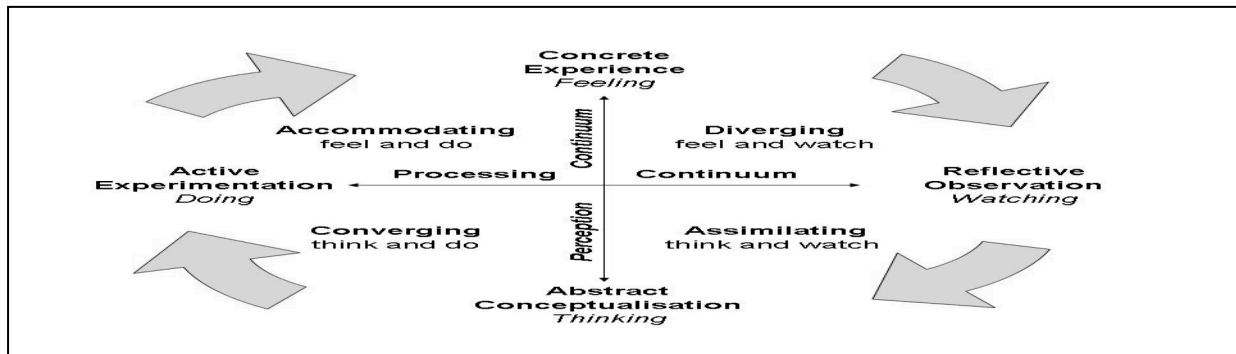 Concrete
Experience
Feeling
Accommodating
feel and do
Continuum
Diverging
feel and watch
Active
Experimentation
Doing
Processing
Continuum
Reflective
Observation
Watching
Converging
think and do
Perception
Assimilating
think and watch
Abstract
Conceptualisation
Thinking